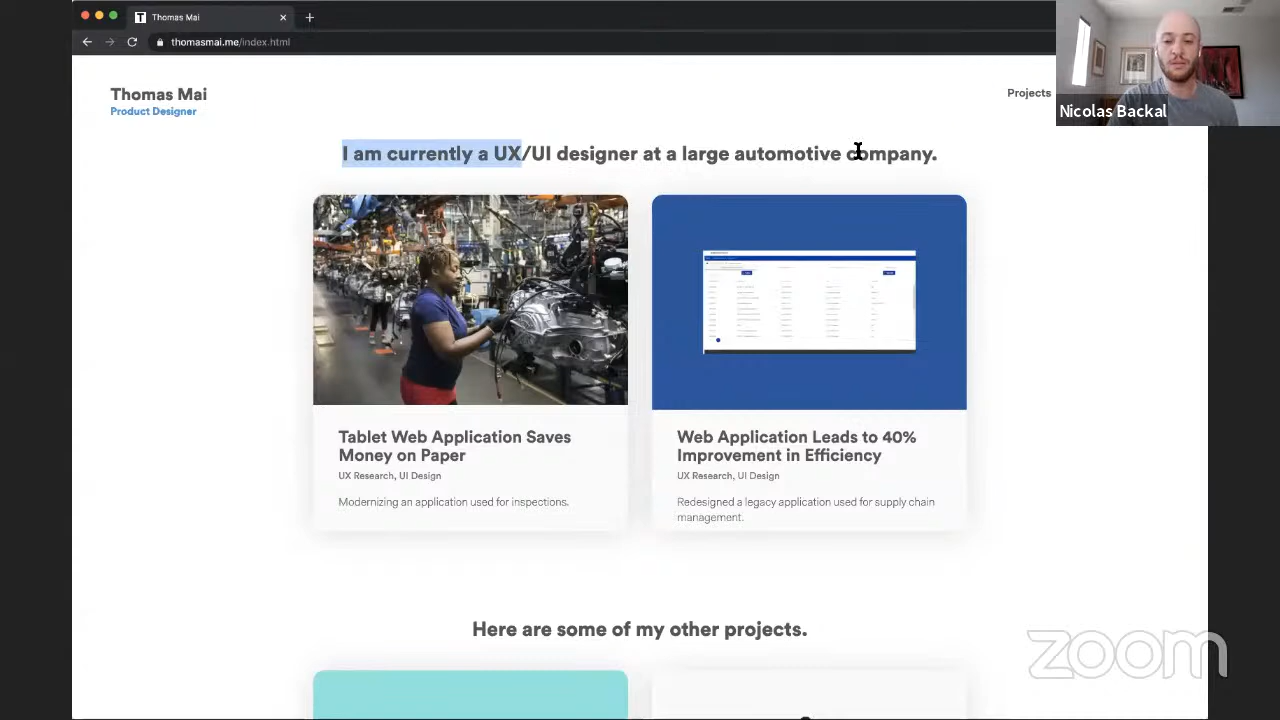 Thomas Mai
thomasmai.me/index.html
Thomas Mai
Product Designer
Projects
Nicolas Backal
I am currently a UX/UI designer at a large automotive company.
Tablet Web Application Saves
Money on Paper
UX Research, UI Design
Modernizing an application used for inspections.
Web Application Leads to 40%
Improvement in Efficiency
UX Research, UI Design
Redesigned a legacy application used for supply chain
management.
Here are some of my other projects.
zoom